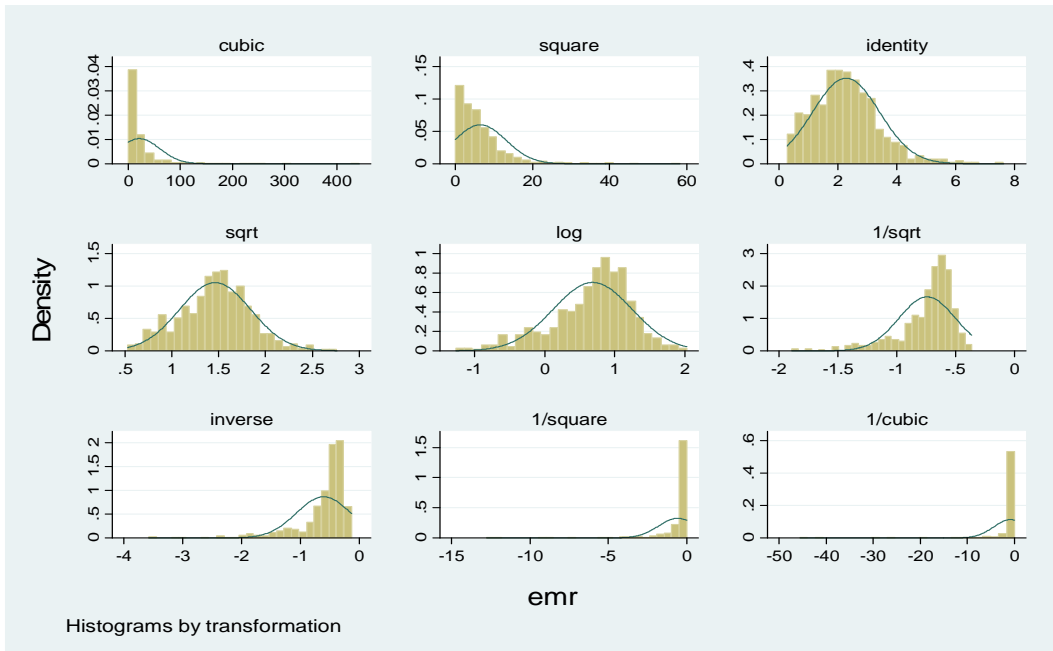 cubic
square
identity
0 .01.02.03.04
0 .05 .1 .15
0 .1 .2 .3 .4
0 100 200 300 400
0 20 40 60
0 2 4 6 8
sqrt
log
1/sqrt
0 .5 1 1.5
0 .2 .4 .6 .8 1
0 1 2 3
.5 1 1.5 2 2.5 3
-1 0 1 2
-2 -1.5 -1 -.5 0
inverse
1/square
1/cubic
0 .5 1 1.5 2
0 .5 1 1.5
0 .2 .4 .6
-4 -3 -2 -1 0
-15 -10 -5 0
-50 -40 -30 -20 -10 0
Density
emr
Histograms by transformation